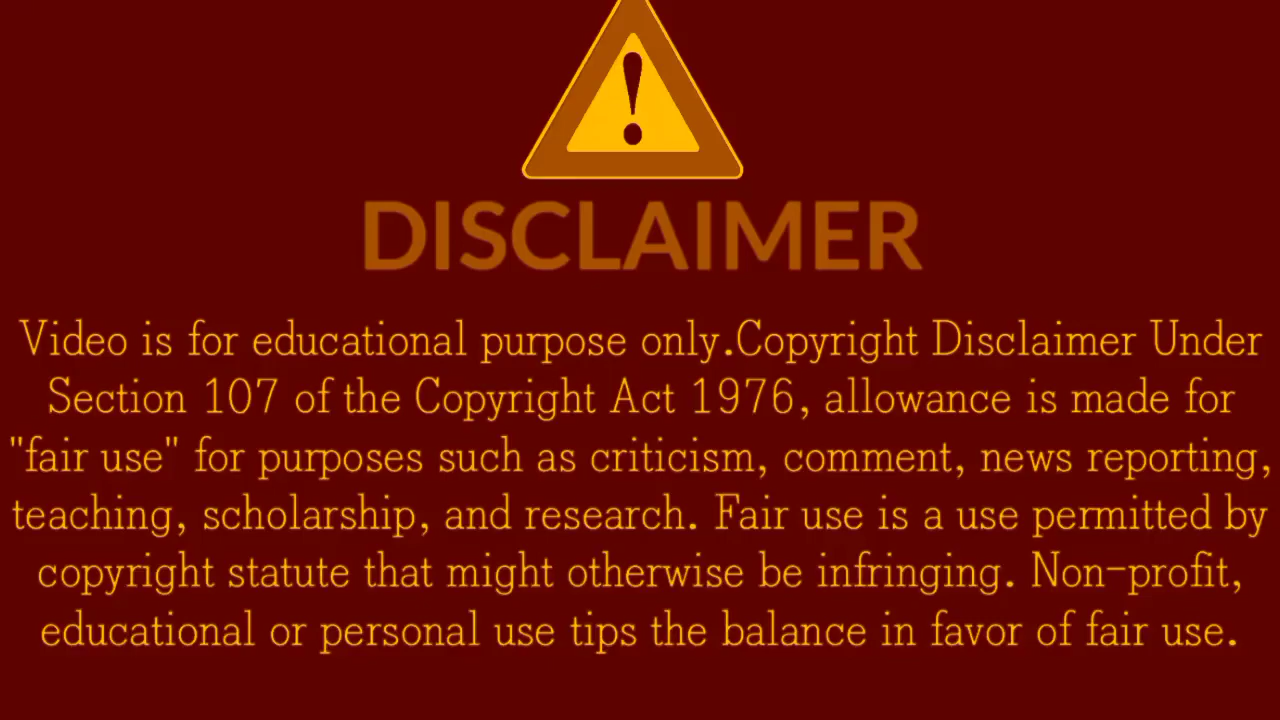 !
DISCLAIMER
Video is for educational purpose only.Copyright Disclaimer Under
Section 107 of the Copyright Act 1976, allowance is made for
"fair use" for purposes such as criticism, comment, news reporting,
teaching, scholarship, and research. Fair use is a use permitted by
copyright statute that might otherwise be infringing. Non-profit,
educational or personal use tips the balance in favor of fair use.